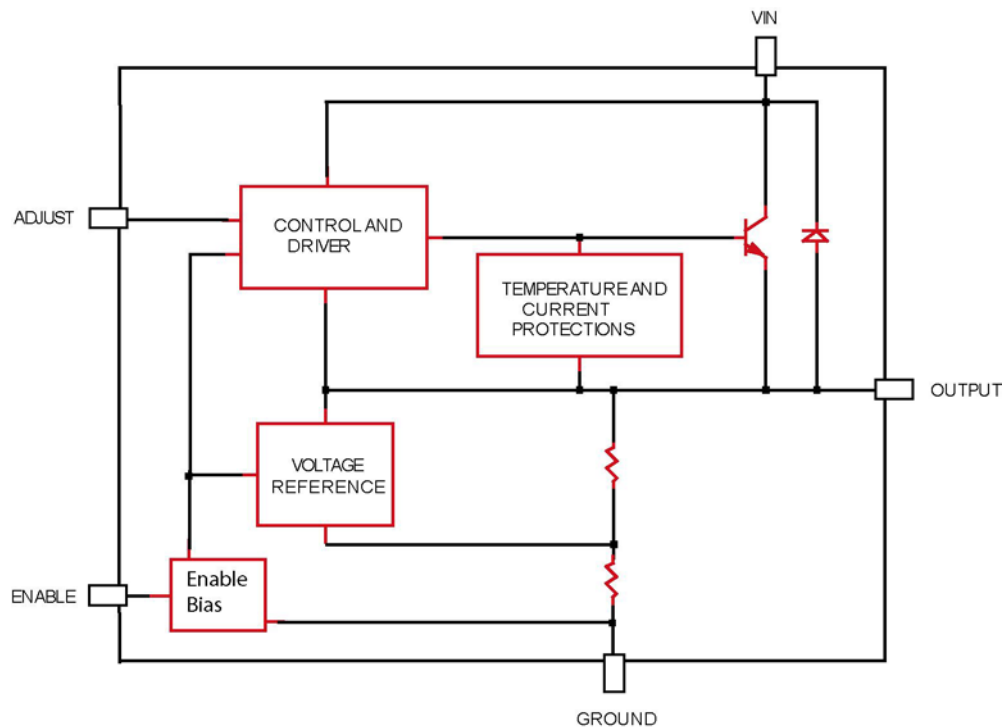 VIN
ADJUST
CONTROL AND
DRIVER
TEMPERATURE AND
CURRENT
PROTECTIONS
OUTPUT
VOLTAGE
REFERENCE
ENABLE
Enable
Bias
GROUND